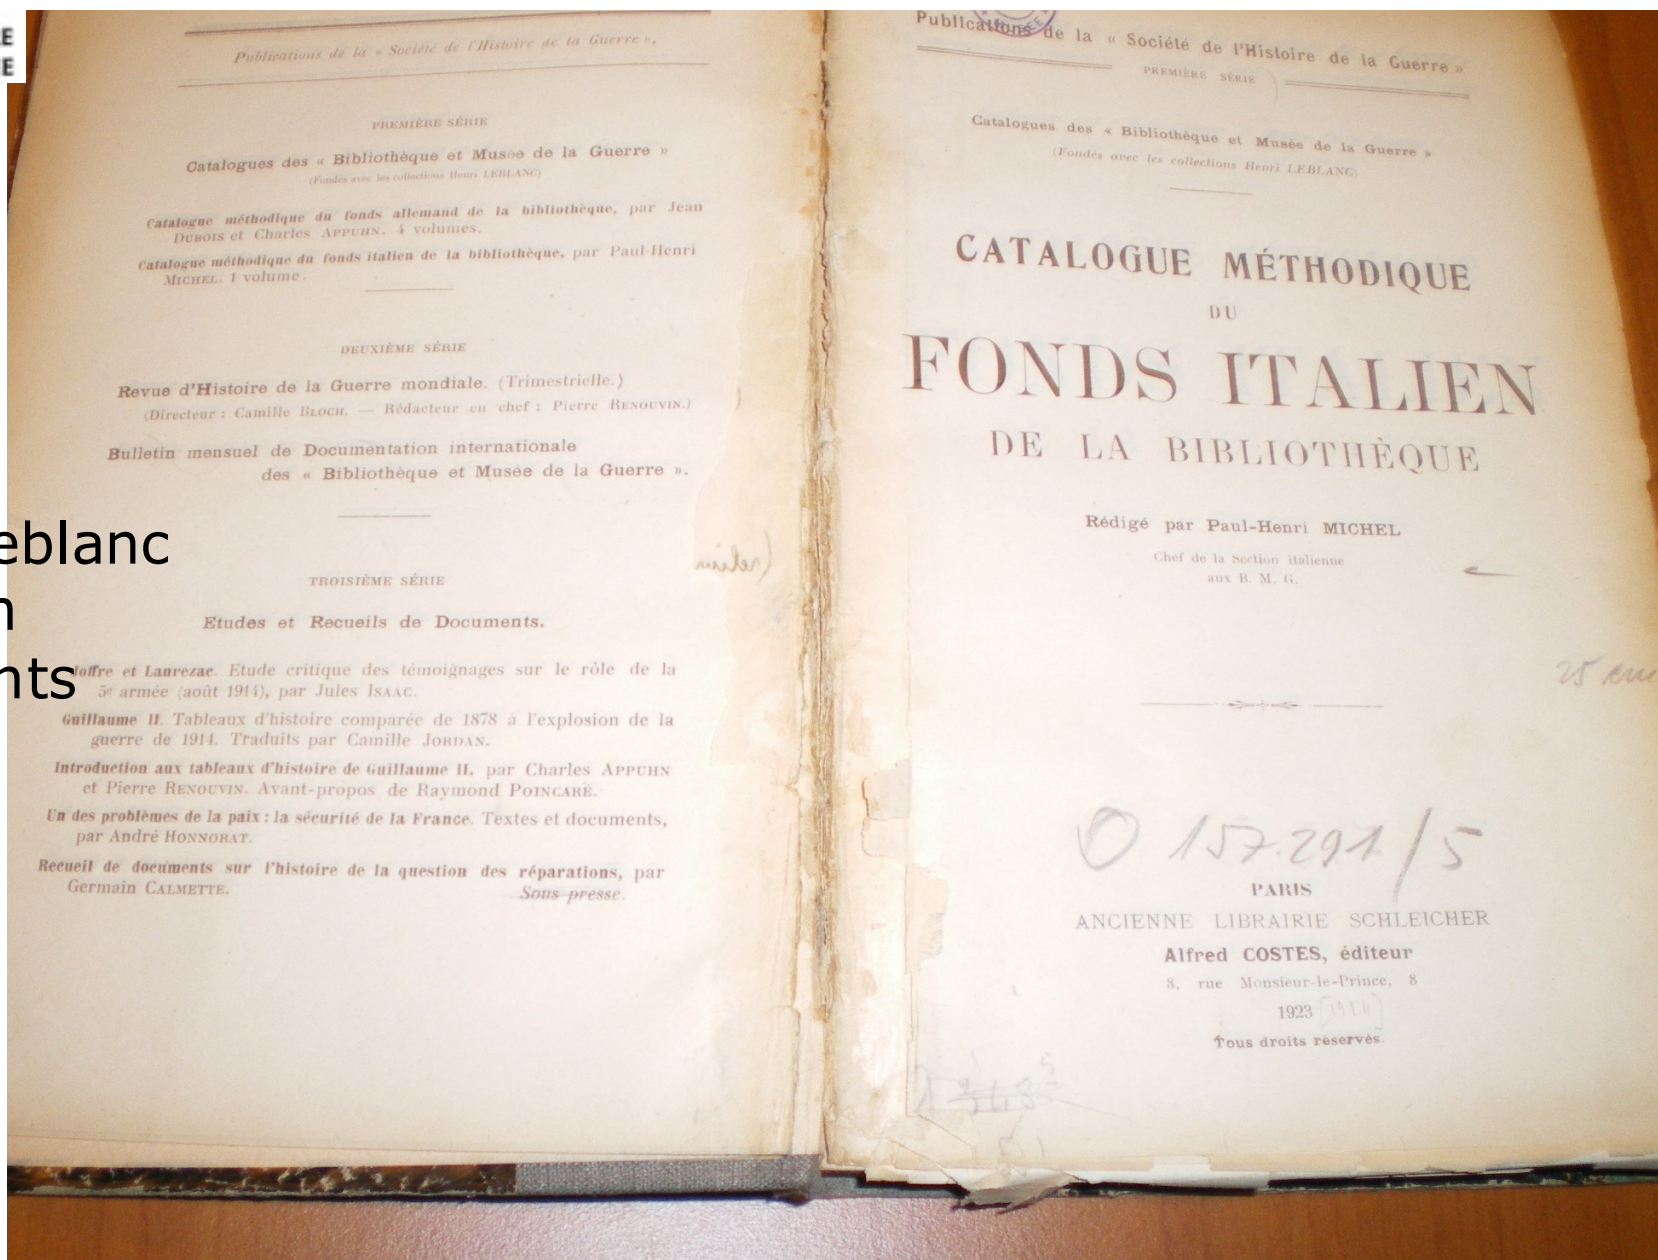 E
E
eblanc
n
nts
Publications de la « Société de l'Histoire de la Guerre ».
PREMIÈRE SÉRIE
Catalogues des « Bibliothèque et Musée de la Guerre »
(Fondés avec les collections Henri LEBLANC)
Catalogue méthodique du fonds allemand de la bibliothèque, par Jean
DUBOIS et Charles APPUHN. 4 volumes.
Catalogue méthodique du fonds italien de la bibliothèque, par Paul-Henri
MICHEL. 1 volume.
DEUXIÈME SÉRIE
Revue d'Histoire de la Guerre mondiale. (Trimestrielle.)
(Directeur : Camille BLOCH. — Rédacteur en chef : Pierre RENOUVIN.)
Bulletin mensuel de Documentation internationale
des « Bibliothèque et Musée de la Guerre ».
TROISIÈME SÉRIE
Etudes et Recueils de Documents.
Joffre et Lanrezac. Etude critique des témoignages sur le rôle de la
5e armée (août 1914), par Jules ISAAC.
Guillaume II. Tableaux d'histoire comparée de 1878 à l'explosion de la
guerre de 1914. Traduits par Camille JORDAN.
Introduction aux tableaux d'histoire de Guillaume II, par Charles APPUHN
et Pierre RENOUVIN. Avant-propos de Raymond POINCARÉ.
Un des problèmes de la paix : la sécurité de la France. Textes et documents,
par André HONNORAT.
Recueil de documents sur l'histoire de la question des réparations, par
Germain CALMETTE. Sous presse.
Publications de la « Société de l'Histoire de la Guerre »
PREMIÈRE SÉRIE
Catalogues des « Bibliothèque et Musée de la Guerre »
(Fondés avec les collections Henri LEBLANC)
CATALOGUE MÉTHODIQUE
DU
FONDS ITALIEN
DE LA BIBLIOTHÈQUE
Rédigé par Paul-Henri MICHEL
Chef de la Section italienne
aux B. M. G.
25 cm
O 157.291/5
PARIS
ANCIENNE LIBRAIRIE SCHLEICHER
Alfred COSTES, éditeur
8, rue Monsieur-le-Prince, 8
1923 [1924]
Tous droits réservés.